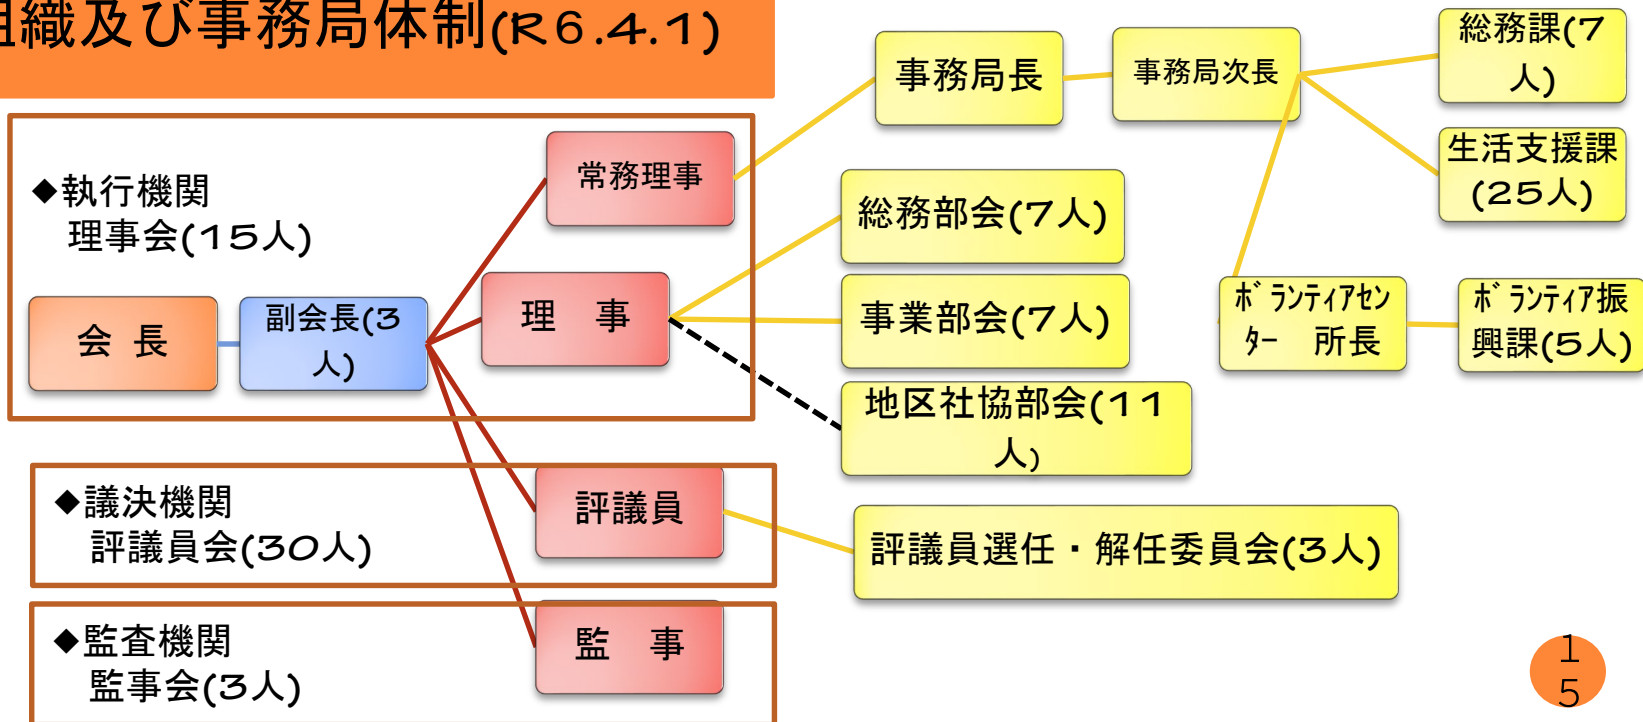 組織及び事務局体制(R6.4.1)
◆執行機関
理事会(15人)
会 長
副会長(3
人)
常務理事
理　事
事務局長
事務局次長
総務課(7
人)
生活支援課
(25人)
ボランティアセン
ター　所長
ボランティア振
興課(5人)
総務部会(7人)
事業部会(7人)
地区社協部会(11
人)
◆議決機関
評議員会(30人)
評議員
評議員選任・解任委員会(3人)
◆監査機関
監事会(3人)
監　事
1
5